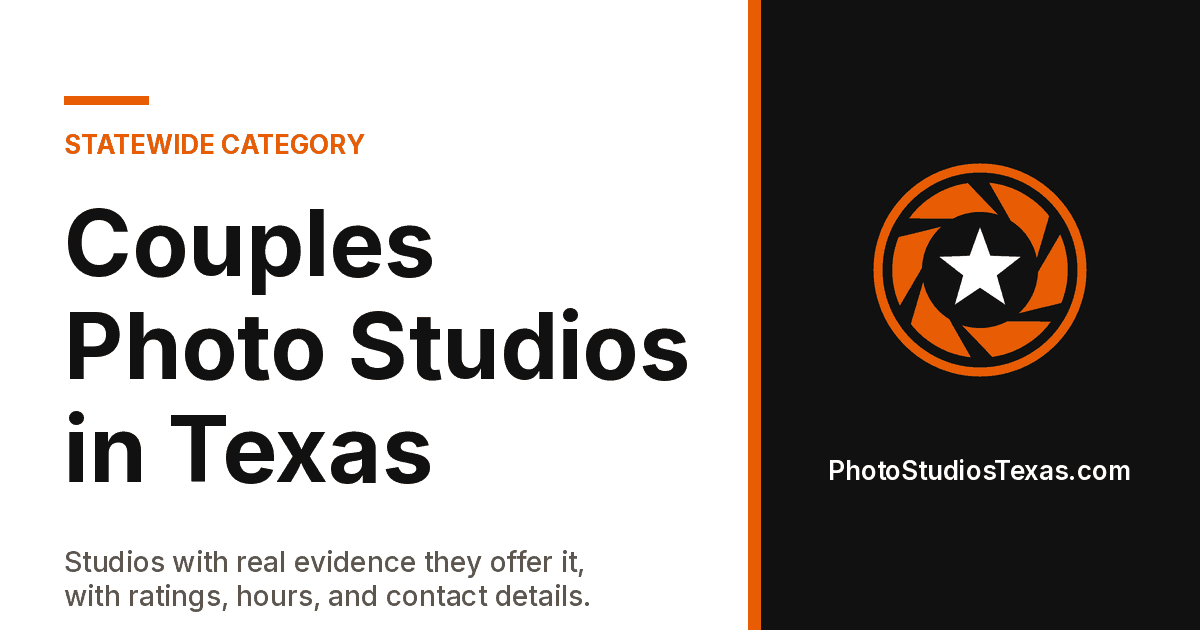 STATEWIDE CATEGORY
Couples
Photo Studios
in Texas
Studios with real evidence they offer it,
with ratings, hours, and contact details.
PhotoStudiosTexas.com